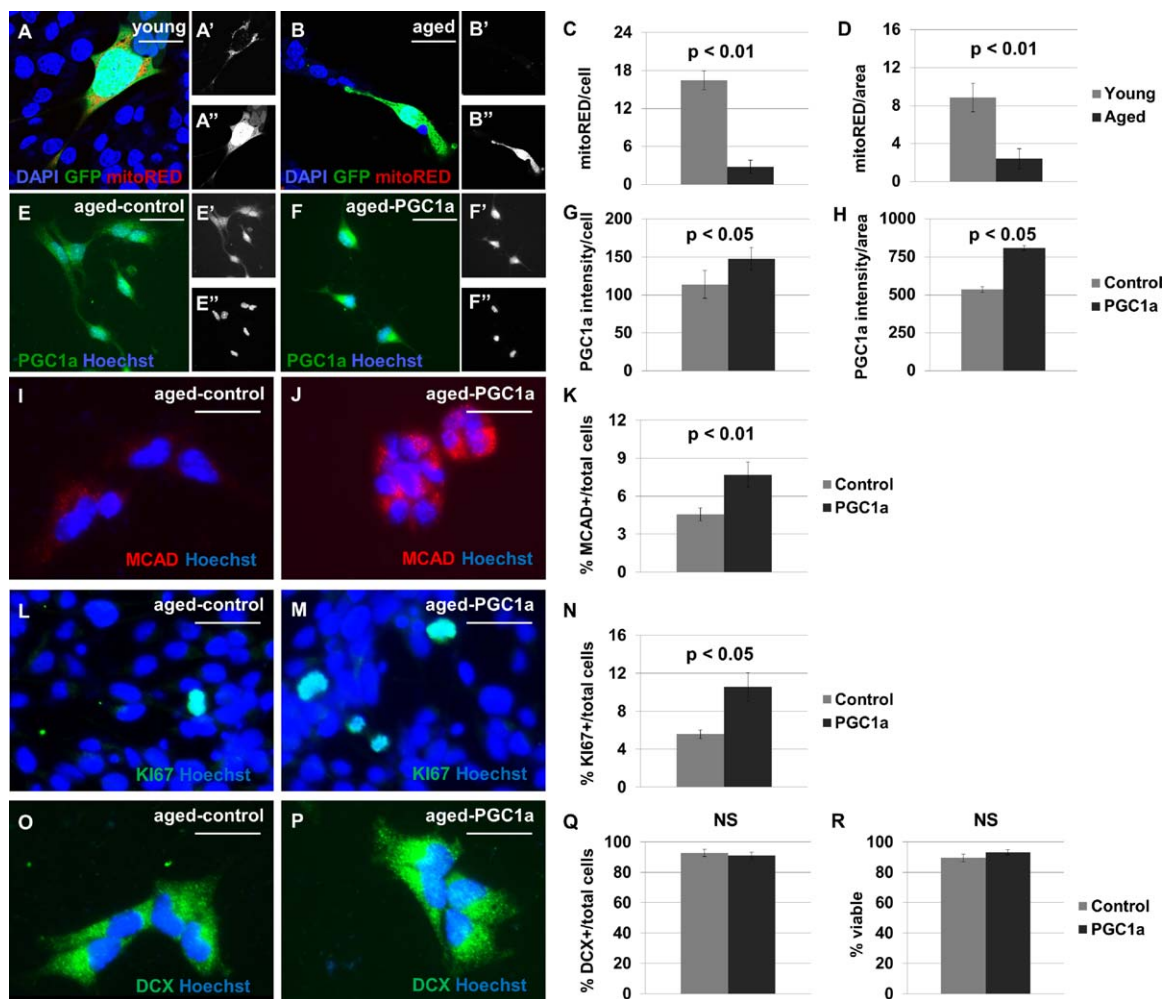 A young A' B aged B'
A" B"
DAPI GFP mitoRED
C
p < 0.01
mitoRED/cell
16
12
8
4
0
D
p < 0.01
mitoRED/area
12
8
4
0
Young
Aged
E aged-control E' F aged-PGC1a F'
E" F"
PGC1a Hoechst PGC1a Hoechst
G
p < 0.05
PGC1a intensity/cell
200
150
100
50
0
H
p < 0.05
PGC1a intensity/area
1000
750
500
250
0
Control
PGC1a
I aged-control J aged-PGC1a
MCAD Hoechst MCAD Hoechst
K
p < 0.01
% MCAD+/total cells
12
9
6
3
0
Control
PGC1a
L aged-control M aged-PGC1a
KI67 Hoechst KI67 Hoechst
N
p < 0.05
% KI67+/total cells
16
12
8
4
0
Control
PGC1a
O aged-control P aged-PGC1a
DCX Hoechst DCX Hoechst
Q NS
% DCX+/total cells
100
80
60
40
20
0
R NS
% viable
100
80
60
40
20
0
Control
PGC1a
DAPI GFP mitoRED